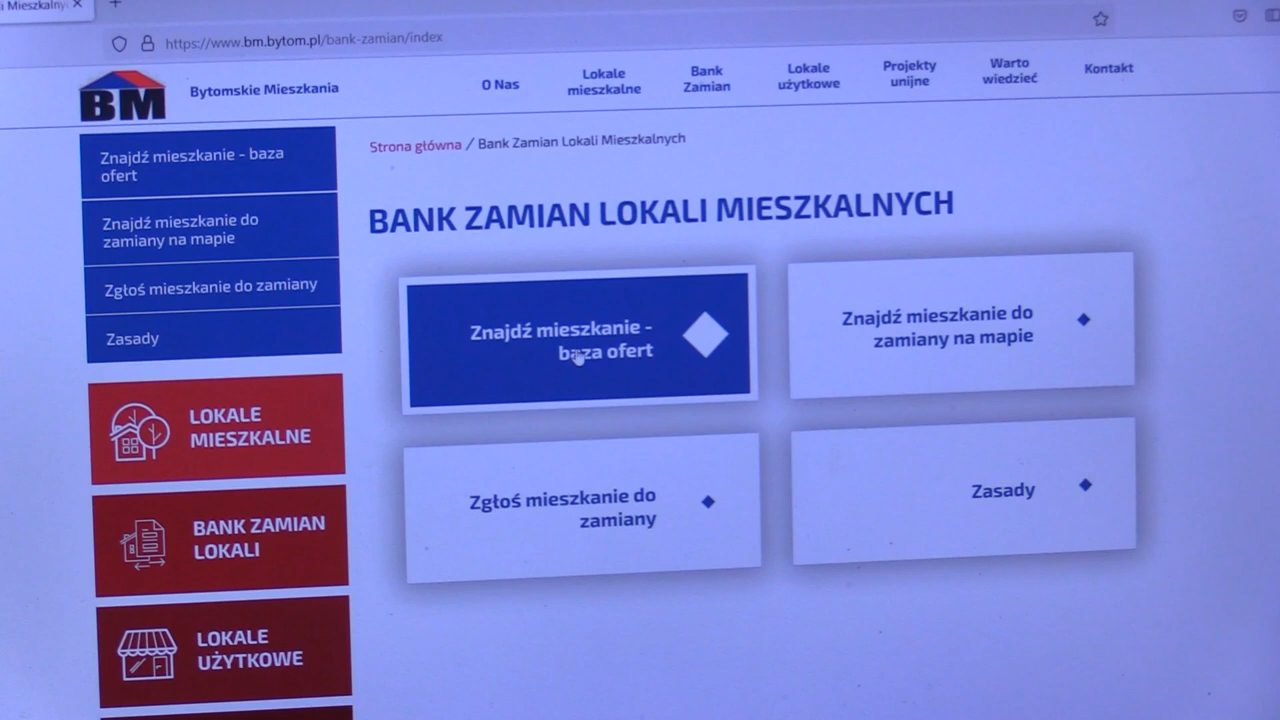 https://www.bm.bytom.pl/bank-zamian/index
BM
Bytomskie Mieszkania
O Nas
Lokale
mieszkalne
Bank
Zamian
Lokale
użytkowe
Projekty
unijne
Warto
wiedzieć
Kontakt
Znajdź mieszkanie - baza
ofert
Znajdź mieszkanie do
zamiany na mapie
Zgłoś mieszkanie do zamiany
Zasady
LOKALE
MIESZKALNE
BANK ZAMIAN
LOKALI
LOKALE
UŻYTKOWE
Strona główna / Bank Zamian Lokali Mieszkalnych
BANK ZAMIAN LOKALI MIESZKALNYCH
Znajdź mieszkanie -
baza ofert
Znajdź mieszkanie do
zamiany na mapie
Zgłoś mieszkanie do
zamiany
Zasady